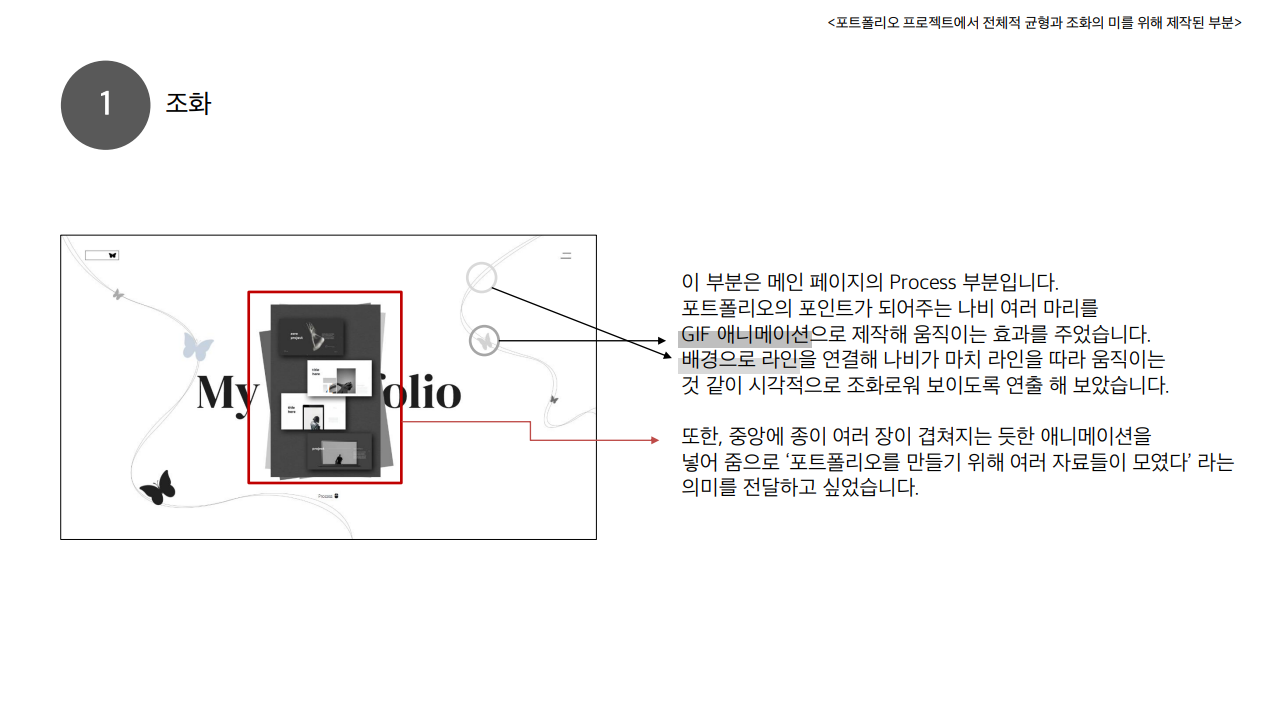 <포트폴리오 프로젝트에서 전체적 균형과 조화의 미를 위해 제작된 부분>
1
조화
My
folio
zero
project
title
here
title
here
project
Process
이 부분은 메인 페이지의 Process 부분입니다.
포트폴리오의 포인트가 되어주는 나비 여러 마리를
GIF 애니메이션으로 제작해 움직이는 효과를 주었습니다.
배경으로 라인을 연결해 나비가 마치 라인을 따라 움직이는
것 같이 시각적으로 조화로워 보이도록 연출 해 보았습니다.
또한, 중앙에 종이 여러 장이 겹쳐지는 듯한 애니메이션을
넣어 줌으로 ‘포트폴리오를 만들기 위해 여러 자료들이 모였다’ 라는
의미를 전달하고 싶었습니다.